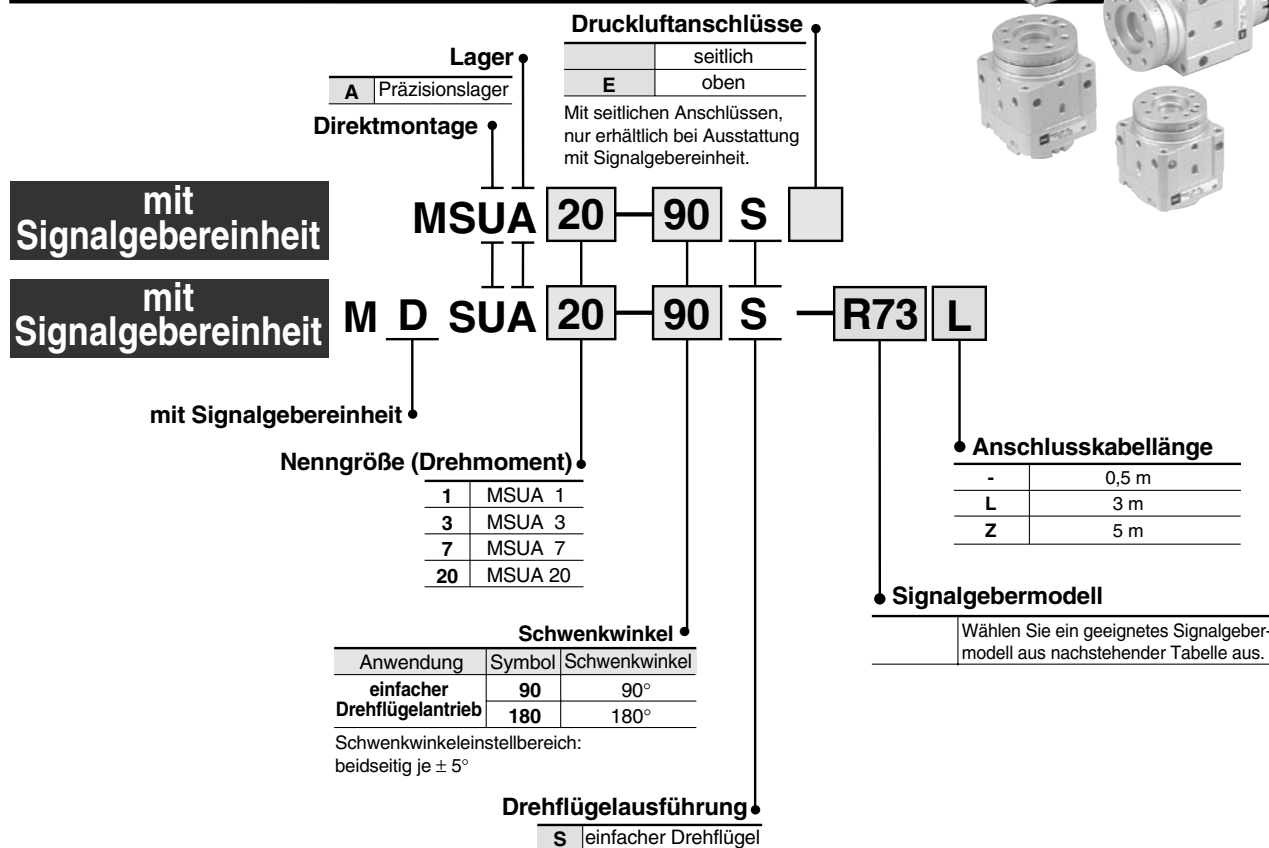 Druckluftanschlüsse
seitlich
E oben
Mit seitlichen Anschlüssen,
nur erhältlich bei Ausstattung
mit Signalgebereinheit.
Lager
A Präzisionslager
Direktmontage
mit
Signalgebereinheit
MSUA 20 - 90 S
mit
Signalgebereinheit
M D SUA 20 - 90 S - R73 L
mit Signalgebereinheit
Nenngröße (Drehmoment)
1 MSUA 1
3 MSUA 3
7 MSUA 7
20 MSUA 20
Anschlusskabellänge
- 0,5 m
L 3 m
Z 5 m
Signalgebermodell
Wählen Sie ein geeignetes Signalgeber-
modell aus nachstehender Tabelle aus.
Schwenkwinkel
Anwendung Symbol Schwenkwinkel
einfacher
Drehflügelantrieb
90 90°
180 180°
Schwenkwinkeleinstellbereich:
beidseitig je ± 5°
Drehflügelausführung
S einfacher Drehflügel